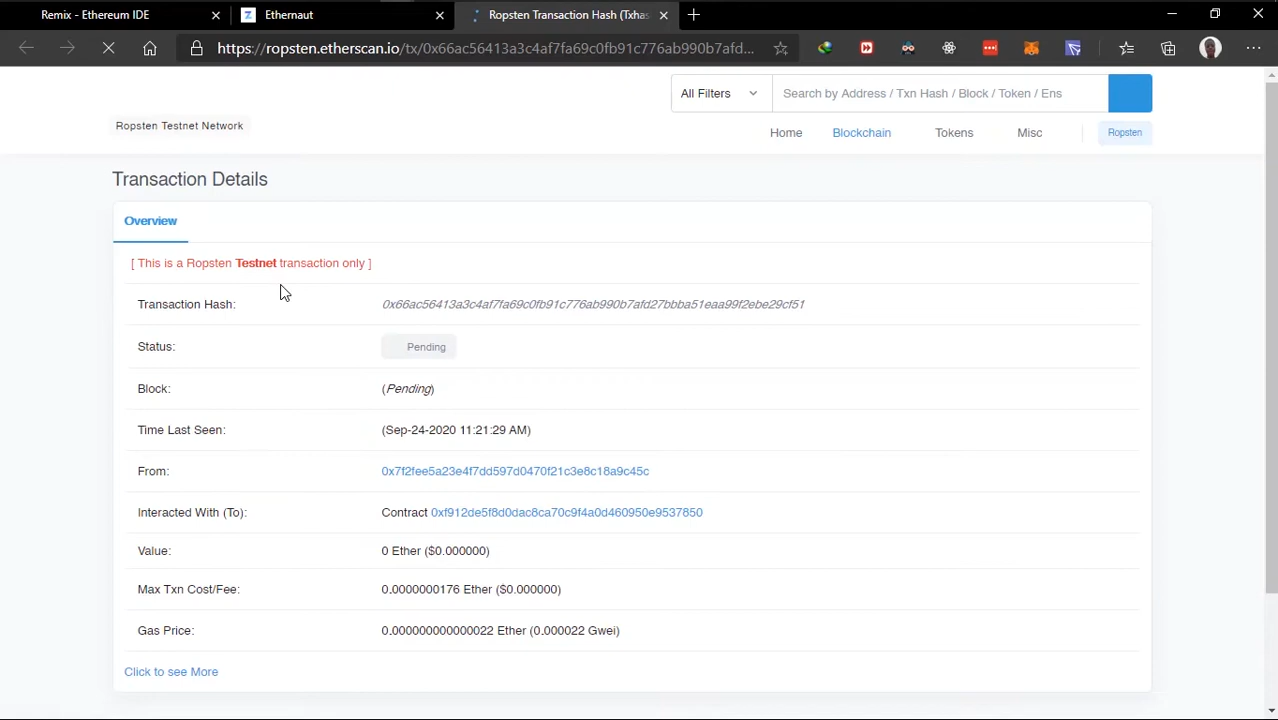 Remix - Ethereum IDE
Ethernaut
Ropsten Transaction Hash (Txhas
https://ropsten.etherscan.io/tx/0x66ac56413a3c4af7fa69c0fb91c776ab990b7afd...
All Filters
Search by Address / Txn Hash / Block / Token / Ens
Ropsten Testnet Network
Home
Blockchain
Tokens
Misc
Ropsten
Transaction Details
Overview
[ This is a Ropsten Testnet transaction only ]
Transaction Hash: 0x66ac56413a3c4af7fa69c0fb91c776ab990b7afd27bbba51eaa99f2ebe29cf51
Status: Pending
Block: (Pending)
Time Last Seen: (Sep-24-2020 11:21:29 AM)
From: 0x7f2fee5a23e4f7dd597d0470f21c3e8c18a9c45c
Interacted With (To): Contract 0xf912de5f8d0dac8ca70c9f4a0d460950e9537850
Value: 0 Ether ($0.000000)
Max Txn Cost/Fee: 0.0000000176 Ether ($0.000000)
Gas Price: 0.000000000000022 Ether (0.000022 Gwei)
Click to see More